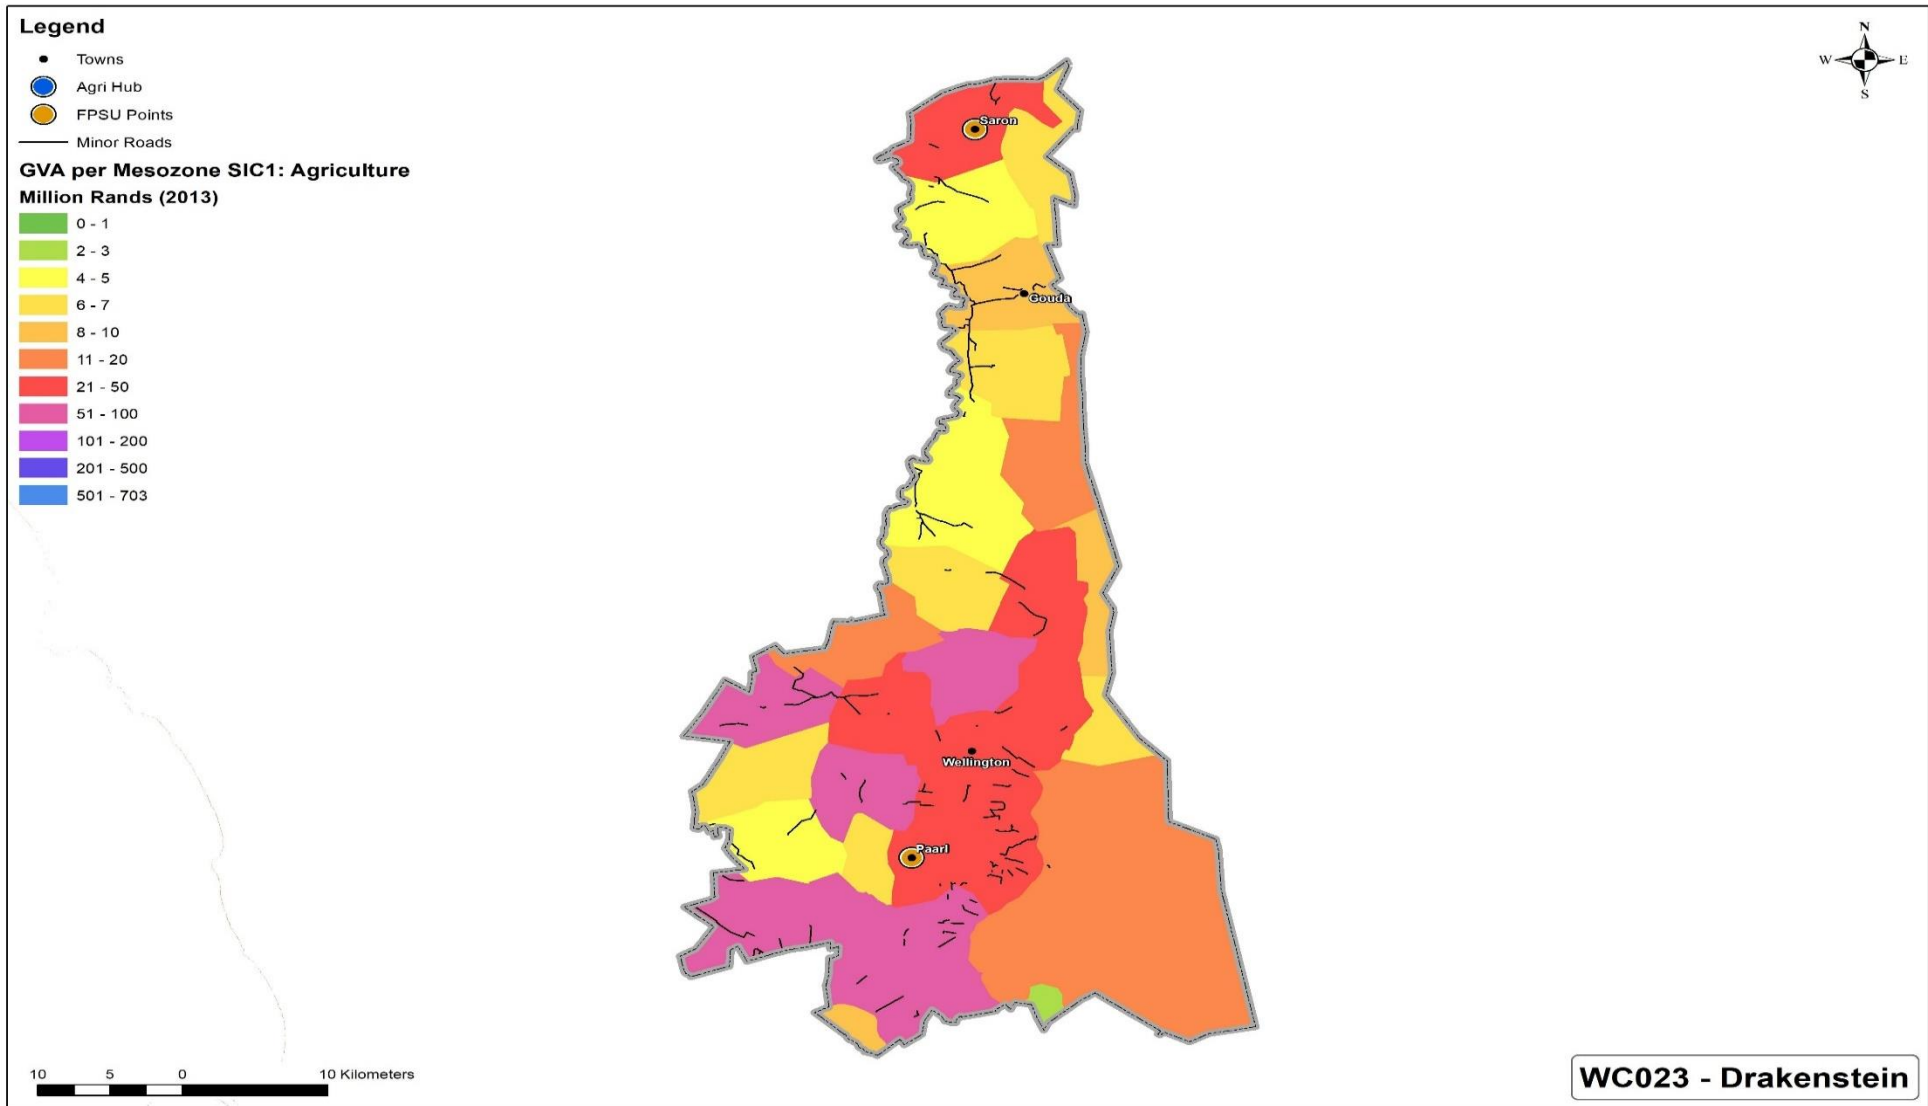 Legend
Towns
Agri Hub
FPSU Points
Minor Roads
GVA per Mesozone SIC1: Agriculture
Million Rands (2013)
0 - 1
2 - 3
4 - 5
6 - 7
8 - 10
11 - 20
21 - 50
51 - 100
101 - 200
201 - 500
501 - 703
N
W E
S
Saron
Gouda
Wellington
Paarl
10 5 0 10 Kilometers
WC023 - Drakenstein